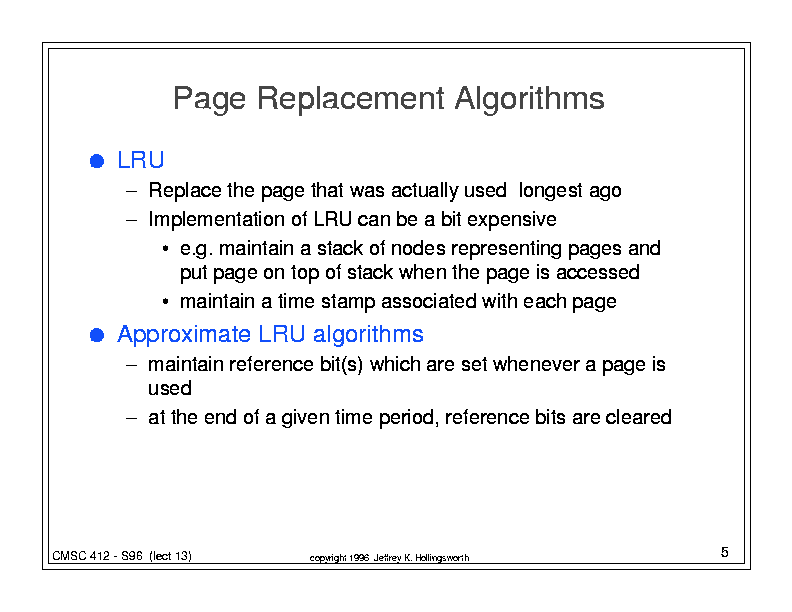 Page Replacement Algorithms
● LRU
– Replace the page that was actually used longest ago
– Implementation of LRU can be a bit expensive
• e.g. maintain a stack of nodes representing pages and
put page on top of stack when the page is accessed
• maintain a time stamp associated with each page
● Approximate LRU algorithms
– maintain reference bit(s) which are set whenever a page is
used
– at the end of a given time period, reference bits are cleared
CMSC 412 - S96 (lect 13)
copyright 1996 Jeffrey K. Hollingsworth
5